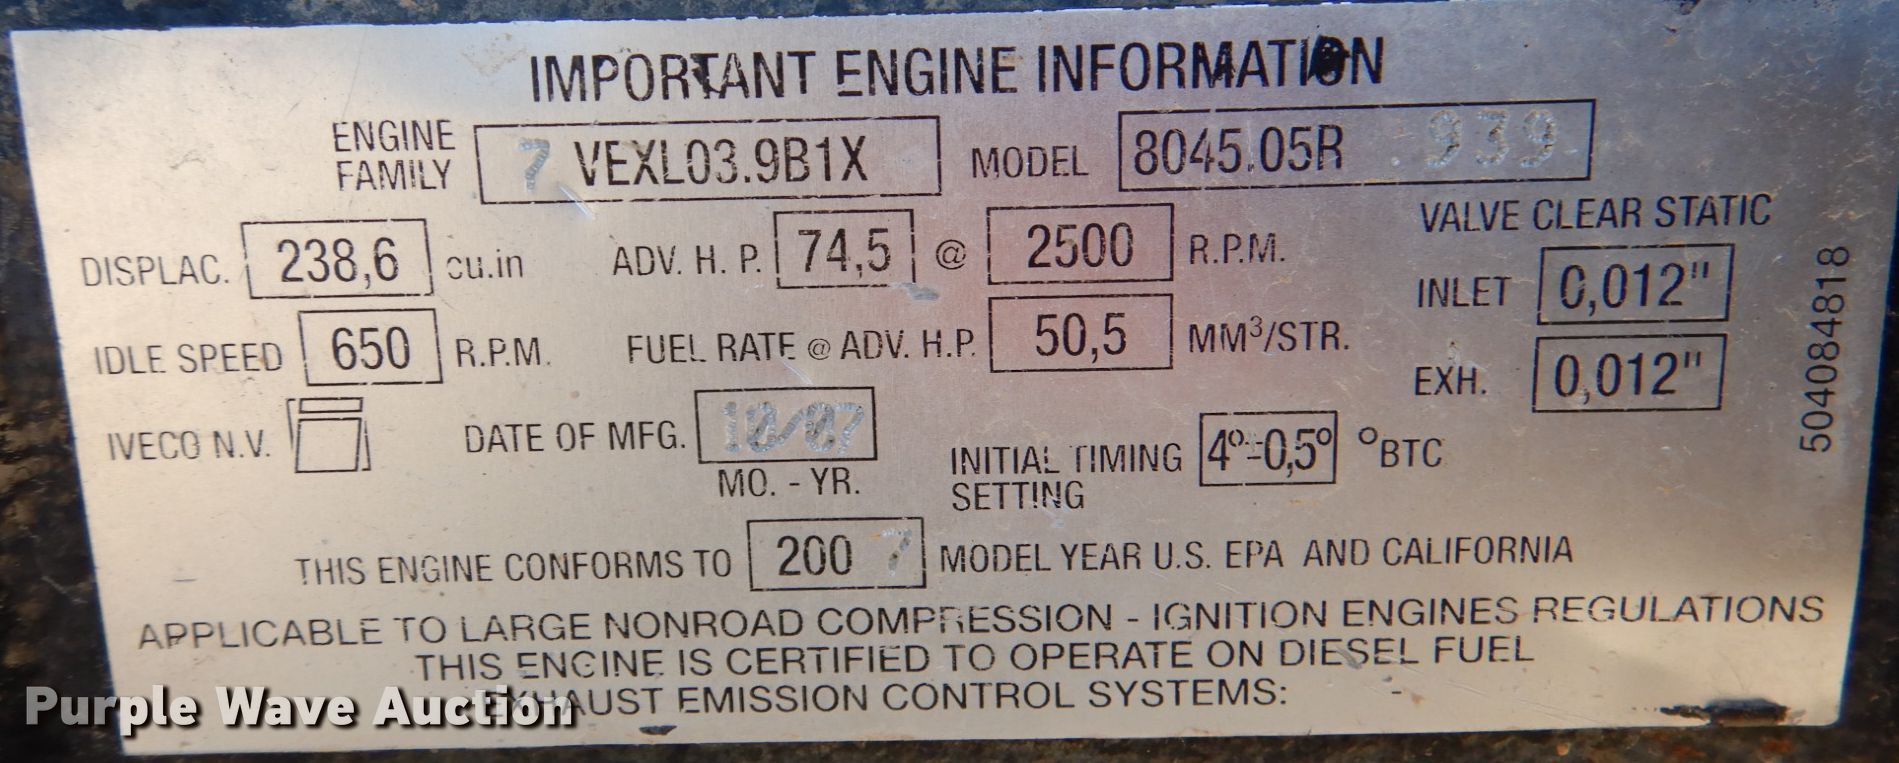 IMPORTANT ENGINE INFORMATION
ENGINE FAMILY 7 VEXL03.9B1X MODEL 8045.05R .939-
VALVE CLEAR STATIC
DISPLAC. 238,6 cu.in ADV. H. P. 74,5 @ 2500 R.P.M.
INLET 0,012"
IDLE SPEED 650 R.P.M. FUEL RATE @ ADV. H.P. 50,5 MM³/STR.
EXH. 0,012"
IVECO N.V. DATE OF MFG. 10/07
MO. - YR.
INITIAL TIMING SETTING 4°-0,5° °BTC
504084818
THIS ENGINE CONFORMS TO 2007 MODEL YEAR U.S. EPA AND CALIFORNIA
APPLICABLE TO LARGE NONROAD COMPRESSION - IGNITION ENGINES REGULATIONS
THIS ENGINE IS CERTIFIED TO OPERATE ON DIESEL FUEL
EXHAUST EMISSION CONTROL SYSTEMS: -
Purple Wave Auction